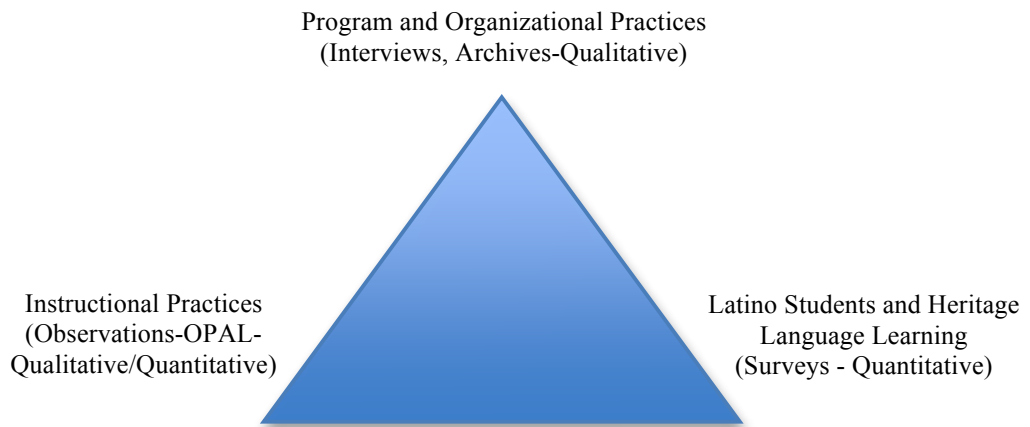 Program and Organizational Practices
(Interviews, Archives-Qualitative)
Instructional Practices
(Observations-OPAL-
Qualitative/Quantitative)
Latino Students and Heritage
Language Learning
(Surveys - Quantitative)